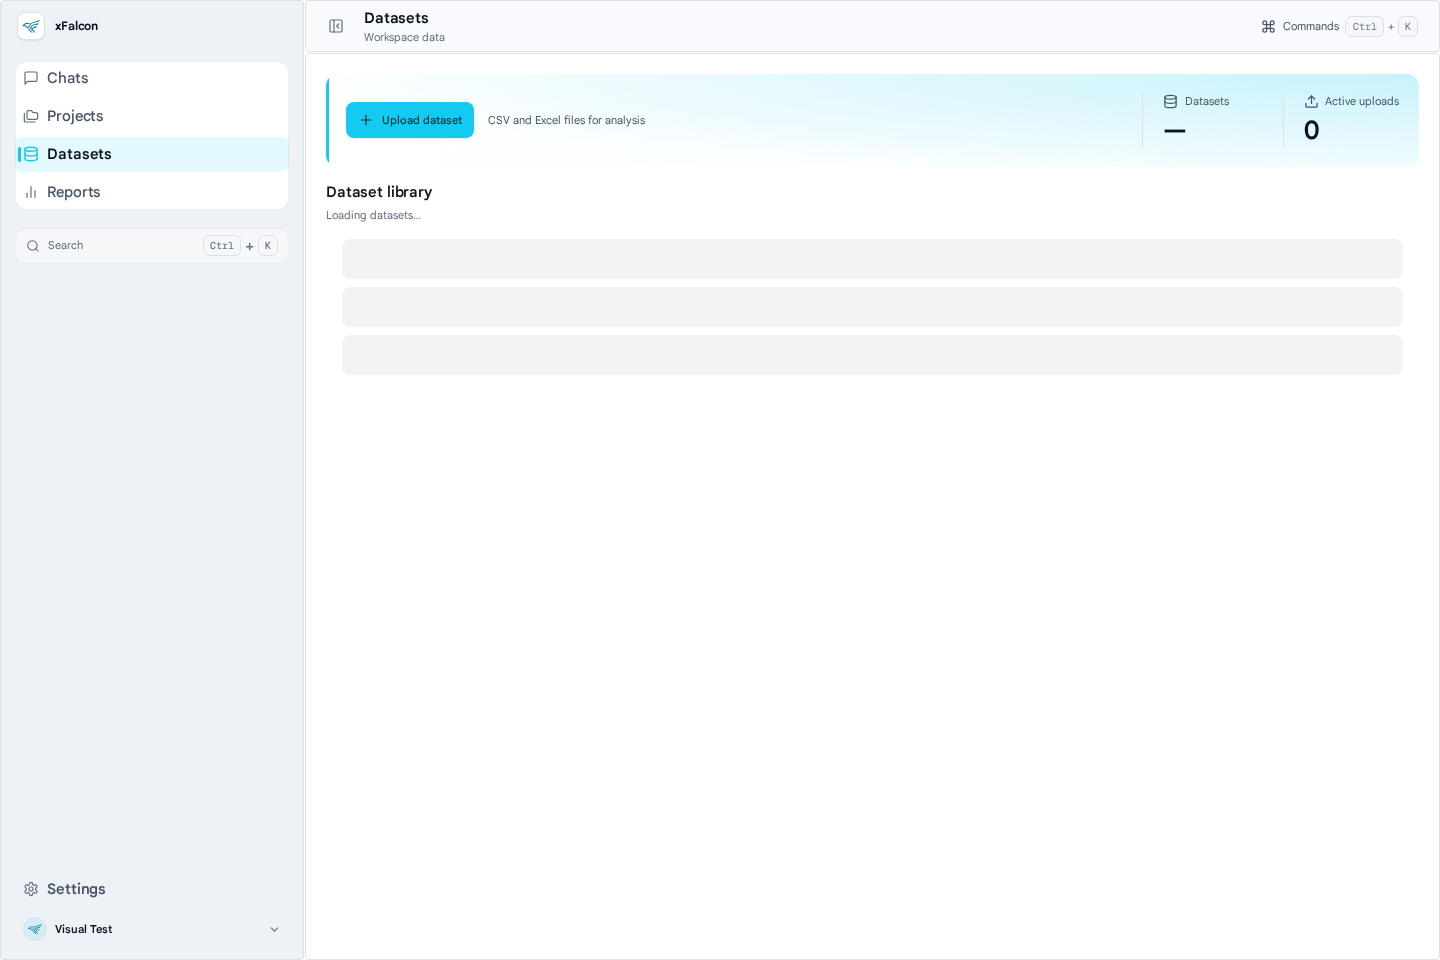 xFalcon
Chats
Projects
Datasets
Reports
Search Ctrl + K
Settings
Visual Test
Datasets
Workspace data
Commands Ctrl + K
Upload dataset
CSV and Excel files for analysis
Datasets
—
Active uploads
0
Dataset library
Loading datasets...